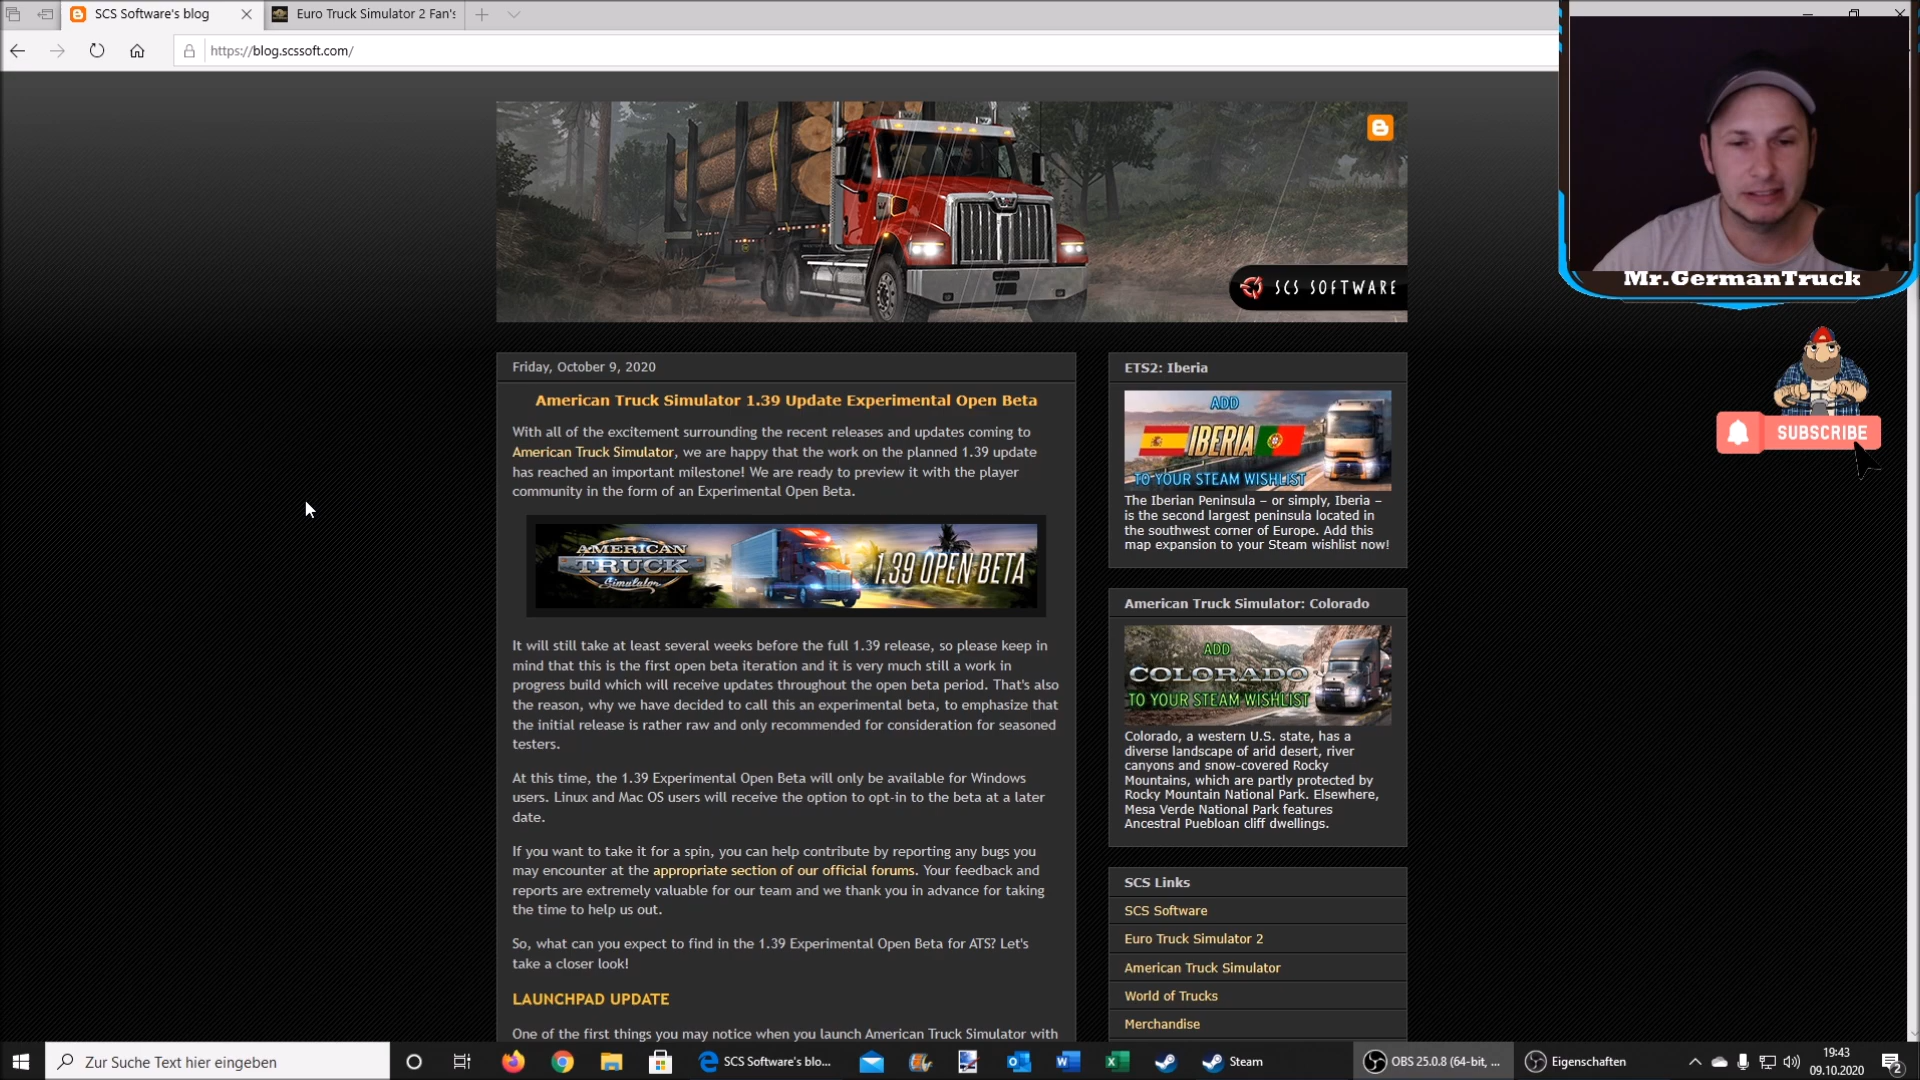 SCS Software's blog
Euro Truck Simulator 2 Fan's
https://blog.scssoft.com/
SCS SOFTWARE
Mr.GermanTruck
SUBSCRIBE
Friday, October 9, 2020
American Truck Simulator 1.39 Update Experimental Open Beta
With all of the excitement surrounding the recent releases and updates coming to
American Truck Simulator, we are happy that the work on the planned 1.39 update
has reached an important milestone! We are ready to preview it with the player
community in the form of an Experimental Open Beta.
AMERICAN
TRUCK
Simulator
1.39 OPEN BETA
It will still take at least several weeks before the full 1.39 release, so please keep in
mind that this is the first open beta iteration and it is very much still a work in
progress build which will receive updates throughout the open beta period. That's also
the reason, why we have decided to call this an experimental beta, to emphasize that
the initial release is rather raw and only recommended for consideration for seasoned
testers.
At this time, the 1.39 Experimental Open Beta will only be available for Windows
users. Linux and Mac OS users will receive the option to opt-in to the beta at a later
date.
If you want to take it for a spin, you can help contribute by reporting any bugs you
may encounter at the appropriate section of our official forums. Your feedback and
reports are extremely valuable for our team and we thank you in advance for taking
the time to help us out.
So, what can you expect to find in the 1.39 Experimental Open Beta for ATS? Let's
take a closer look!
LAUNCHPAD UPDATE
One of the first things you may notice when you launch American Truck Simulator with
ETS2: Iberia
ADD
IBERIA
TO YOUR STEAM WISHLIST
The Iberian Peninsula – or simply, Iberia –
is the second largest peninsula located in
the southwest corner of Europe. Add this
map expansion to your Steam wishlist now!
American Truck Simulator: Colorado
ADD
COLORADO
TO YOUR STEAM WISHLIST
Colorado, a western U.S. state, has a
diverse landscape of arid desert, river
canyons and snow-covered Rocky
Mountains, which are partly protected by
Rocky Mountain National Park. Elsewhere,
Mesa Verde National Park features
Ancestral Puebloan cliff dwellings.
SCS Links
SCS Software
Euro Truck Simulator 2
American Truck Simulator
World of Trucks
Merchandise
Zur Suche Text hier eingeben
SCS Software's blo...
Steam
OBS 25.0.8 (64-bit, ...
Eigenschaften
19:43
09.10.2020
2